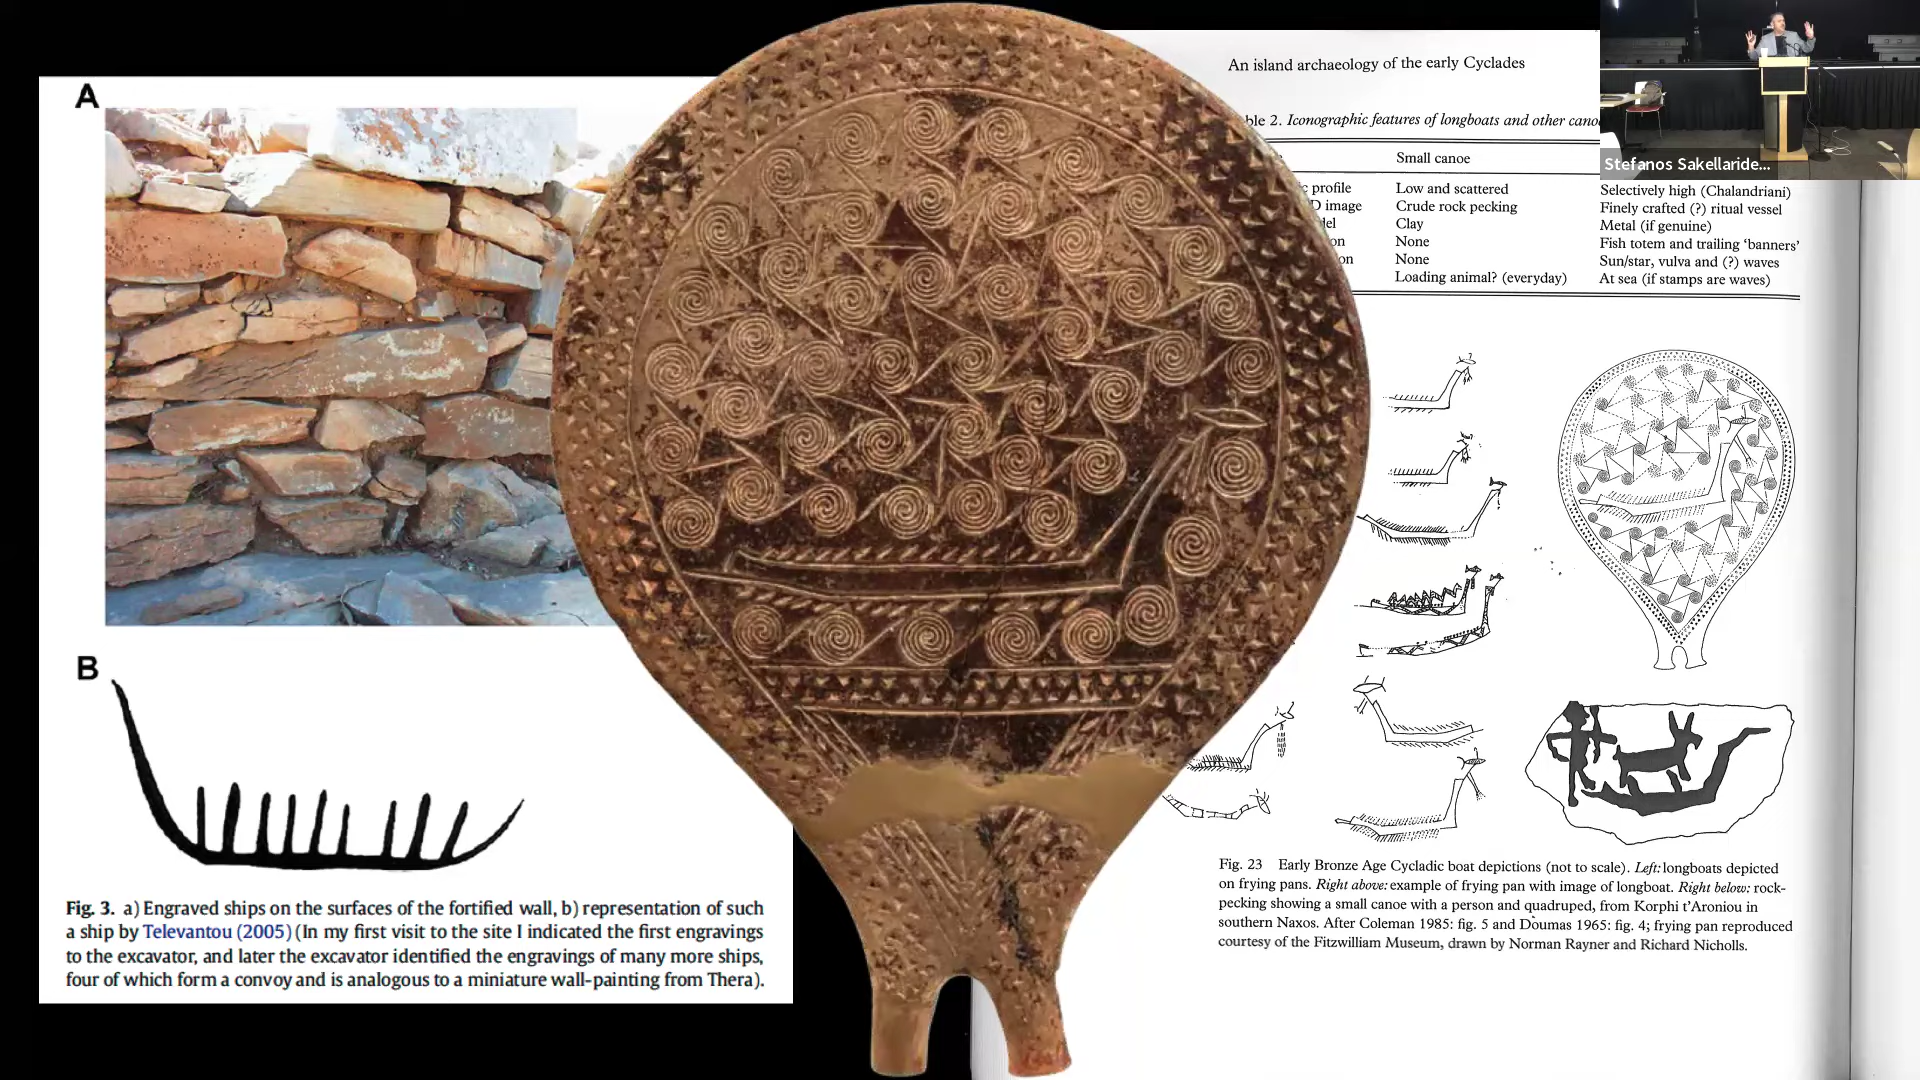 A
B
Fig. 3. a) Engraved ships on the surfaces of the fortified wall, b) representation of such
a ship by Televantou (2005) (In my first visit to the site I indicated the first engravings
to the excavator, and later the excavator identified the engravings of many more ships,
four of which form a convoy and is analogous to a miniature wall-painting from Thera).
An island archaeology of the early Cyclades
ble 2. Iconographic features of longboats and other cano
Small canoe
c profile Low and scattered Selectively high (Chalandriani)
D image Crude rock pecking Finely crafted (?) ritual vessel
del Clay Metal (if genuine)
on None Fish totem and trailing ‘banners’
on None Sun/star, vulva and (?) waves
Loading animal? (everyday) At sea (if stamps are waves)
Fig. 23 Early Bronze Age Cycladic boat depictions (not to scale). Left: longboats depicted
on frying pans. Right above: example of frying pan with image of longboat. Right below: rock-
pecking showing a small canoe with a person and quadruped, from Korphi t’Aroniou in
southern Naxos. After Coleman 1985: fig. 5 and Doumas 1965: fig. 4; frying pan reproduced
courtesy of the Fitzwilliam Museum, drawn by Norman Rayner and Richard Nicholls.
Stefanos Sakellaride...